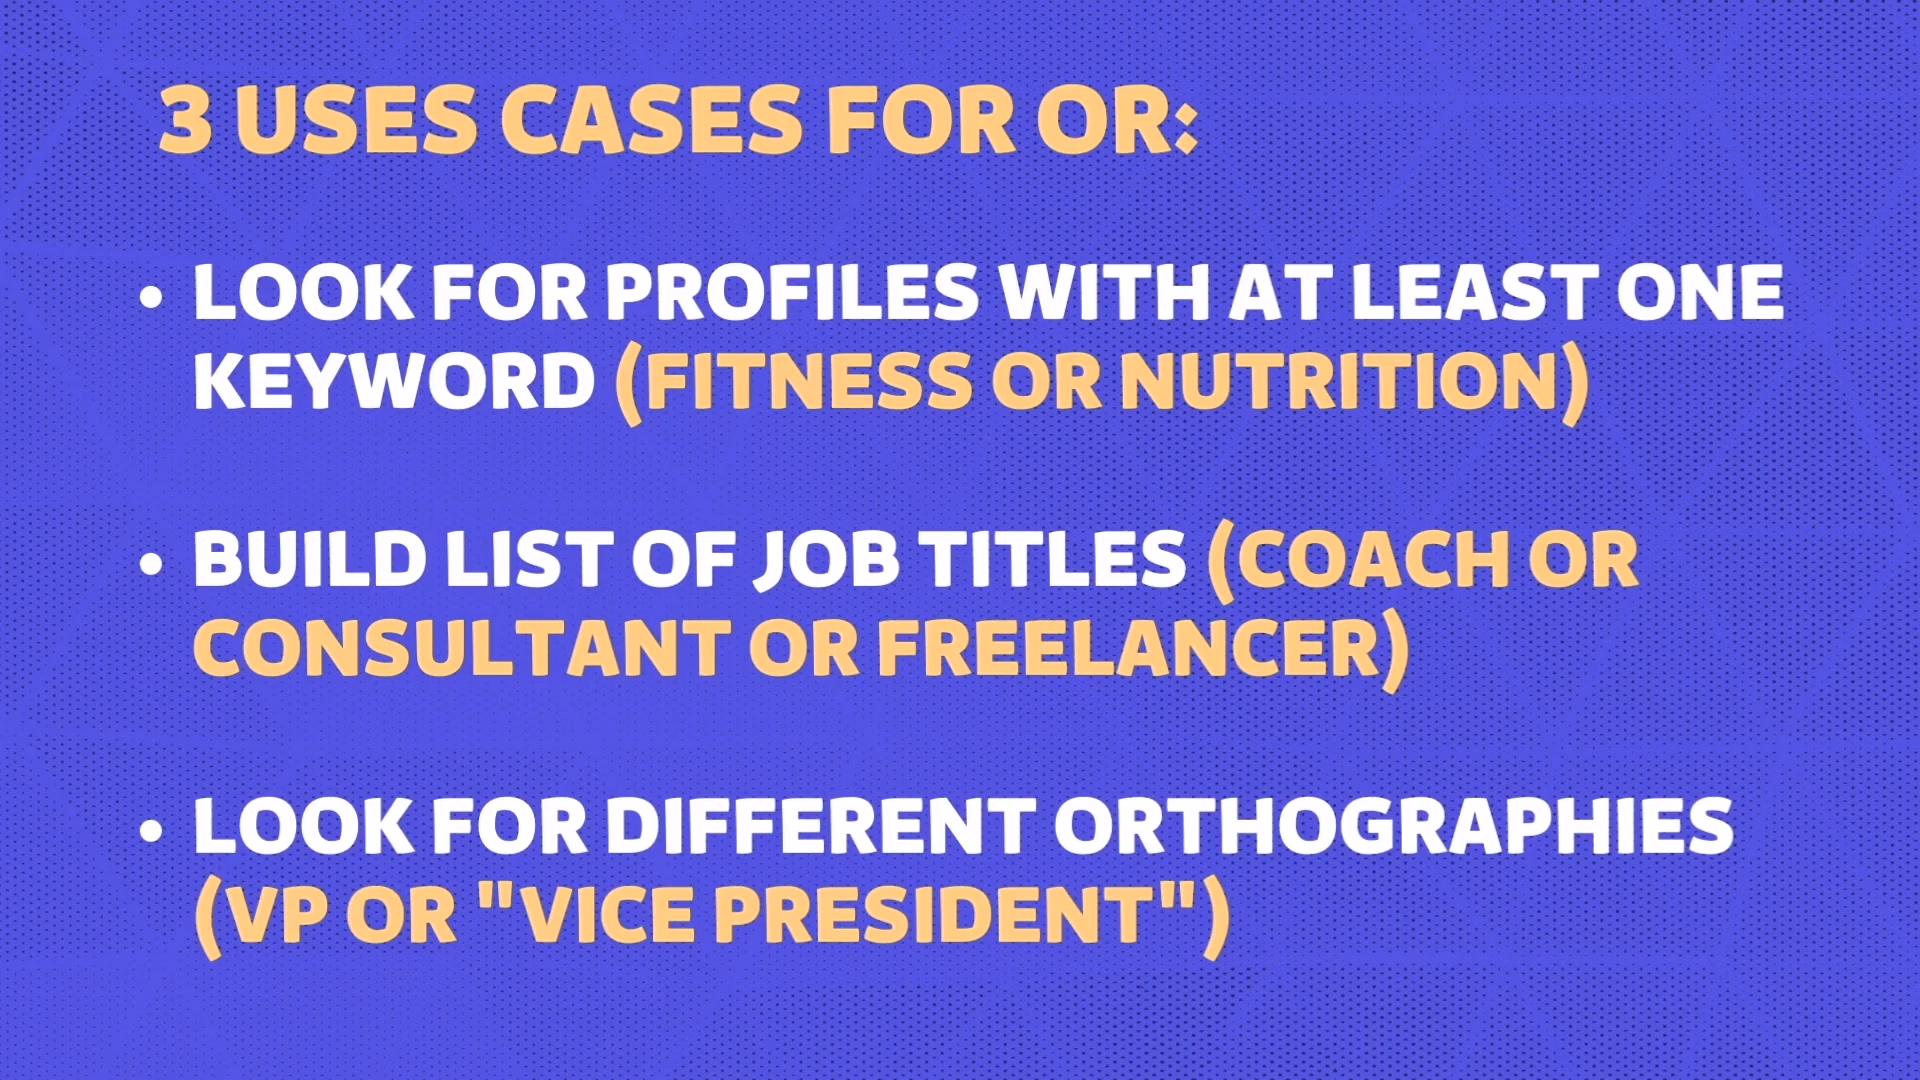 3 USES CASES FOR OR:
• LOOK FOR PROFILES WITH AT LEAST ONE
KEYWORD (FITNESS OR NUTRITION)
• BUILD LIST OF JOB TITLES (COACH OR
CONSULTANT OR FREELANCER)
• LOOK FOR DIFFERENT ORTHOGRAPHIES
(VP OR "VICE PRESIDENT")